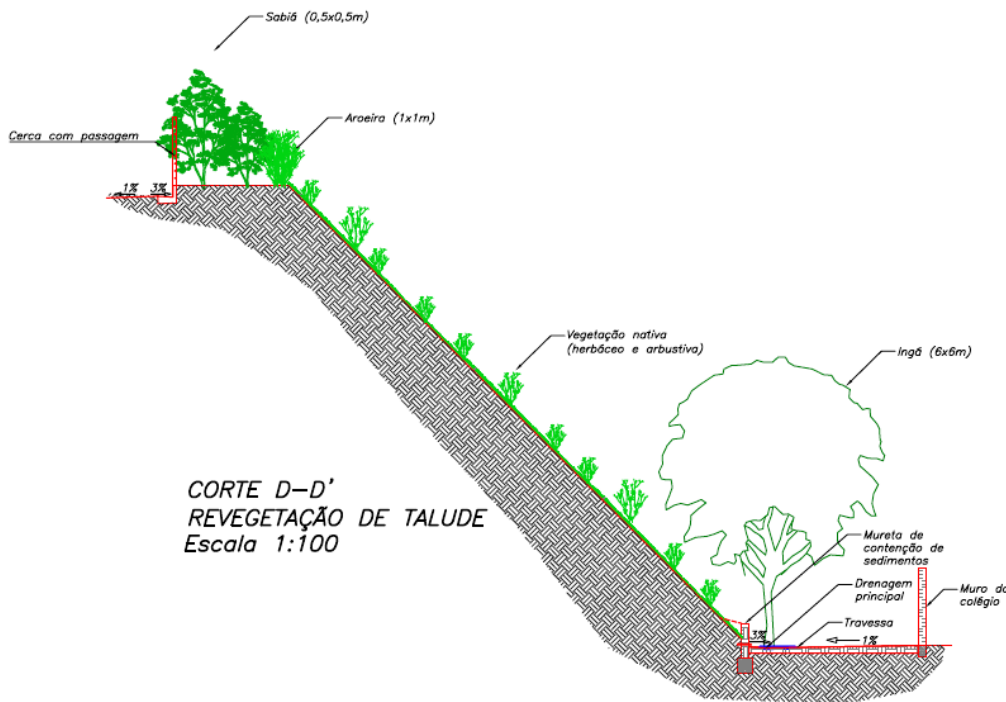 Sabiá (0,5x0,5m)
Aroeira (1x1m)
Cerca com passagem
1%
3%
Vegetação nativa
(herbáceo e arbustiva)
Ingá (6x6m)
CORTE D-D'
REVEGETAÇÃO DE TALUDE
Escala 1:100
Mureta de
contenção de
sedimentos
Drenagem
principal
Muro do
colégio
Travessa
3%
1%